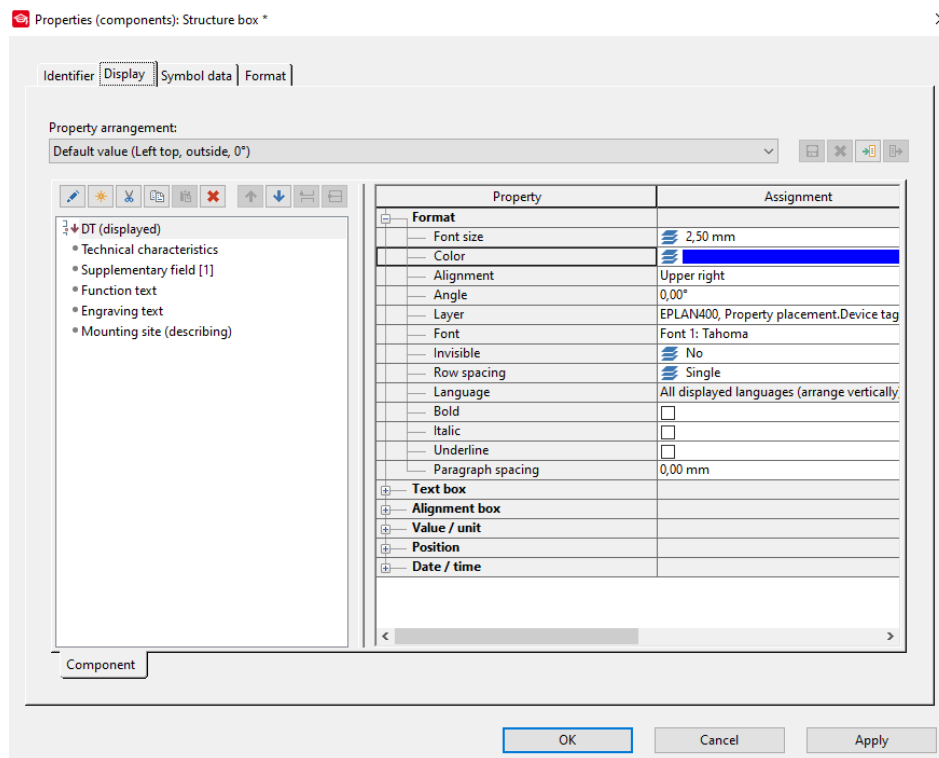 Properties (components): Structure box *
Identifier Display Symbol data Format
Property arrangement:
Default value (Left top, outside, 0°)
DT (displayed)
Technical characteristics
Supplementary field [1]
Function text
Engraving text
Mounting site (describing)
Property Assignment
Format
Font size 2,50 mm
Color
Alignment Upper right
Angle 0,00°
Layer EPLAN400, Property placement.Device tag
Font Font 1: Tahoma
Invisible No
Row spacing Single
Language All displayed languages (arrange vertically)
Bold
Italic
Underline
Paragraph spacing 0,00 mm
Text box
Alignment box
Value / unit
Position
Date / time
Component
OK Cancel Apply